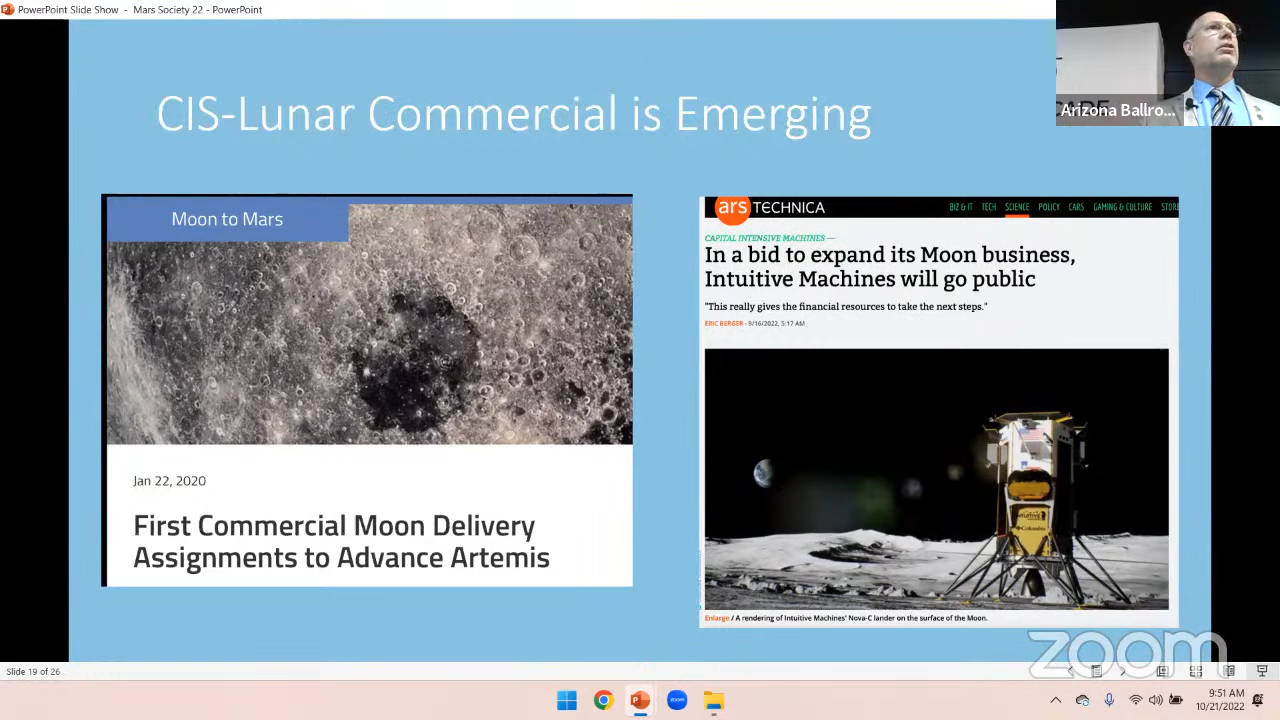 PowerPoint Slide Show - Mars Society 22 - PowerPoint
Arizona Ballro...
CIS-Lunar Commercial is Emerging
Moon to Mars
Jan 22, 2020
First Commercial Moon Delivery
Assignments to Advance Artemis
ars TECHNICA
BIZ & IT TECH SCIENCE POLICY CARS GAMING & CULTURE STORE
CAPITAL INTENSIVE MACHINES —
In a bid to expand its Moon business,
Intuitive Machines will go public
"This really gives the financial resources to take the next steps."
ERIC BERGER - 9/16/2022, 5:17 AM
Intuitive
Columbia
Enlarge / A rendering of Intuitive Machines' Nova-C lander on the surface of the Moon.
zoom
Slide 19 of 26
zoom
9:51 AM
10/21/2022